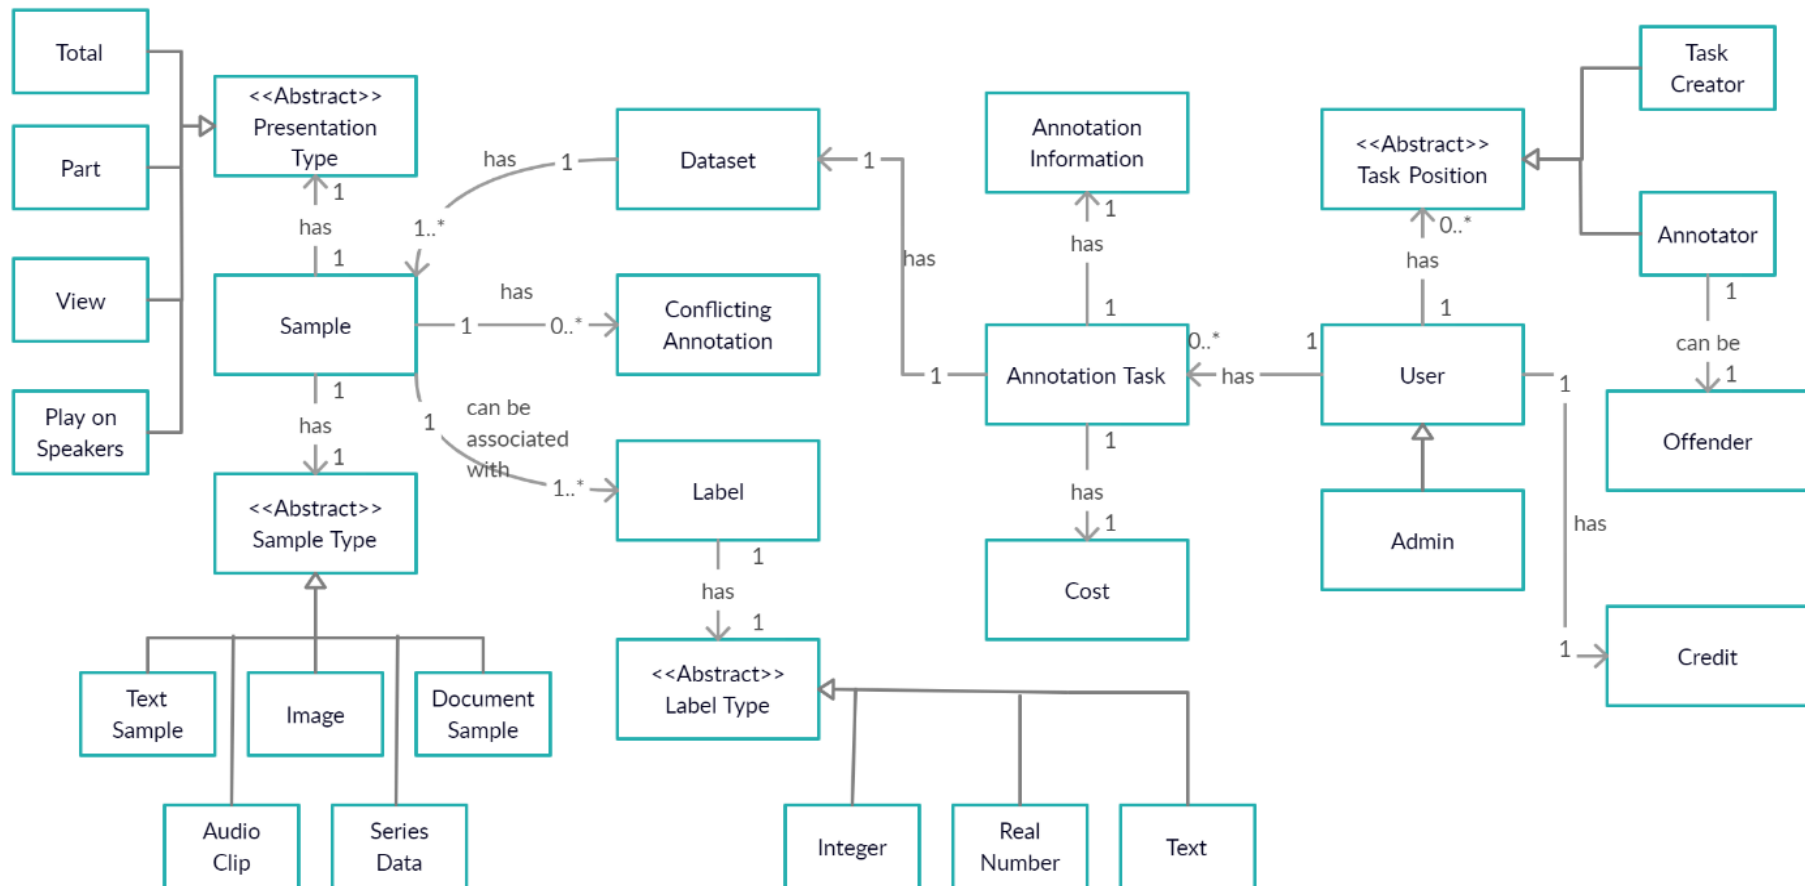 Total
Part
View
Play on
Speakers
<<Abstract>>
Presentation
Type
1
has
1
Sample
1
has
1
<<Abstract>>
Sample Type
Text
Sample
Image
Document
Sample
Audio
Clip
Series
Data
has
1
1..*
Dataset
has
1
0..*
Conflicting
Annotation
1
can be
associated
with
1..*
Label
1
has
1
<<Abstract>>
Label Type
Integer
Real
Number
Text
1
has
1
Annotation
Information
1
has
1
Annotation Task
1
has
1
Cost
0..*
has
1
User
Admin
<<Abstract>>
Task Position
0..*
has
1
Task
Creator
Annotator
1
can be
1
Offender
1
has
1
Credit